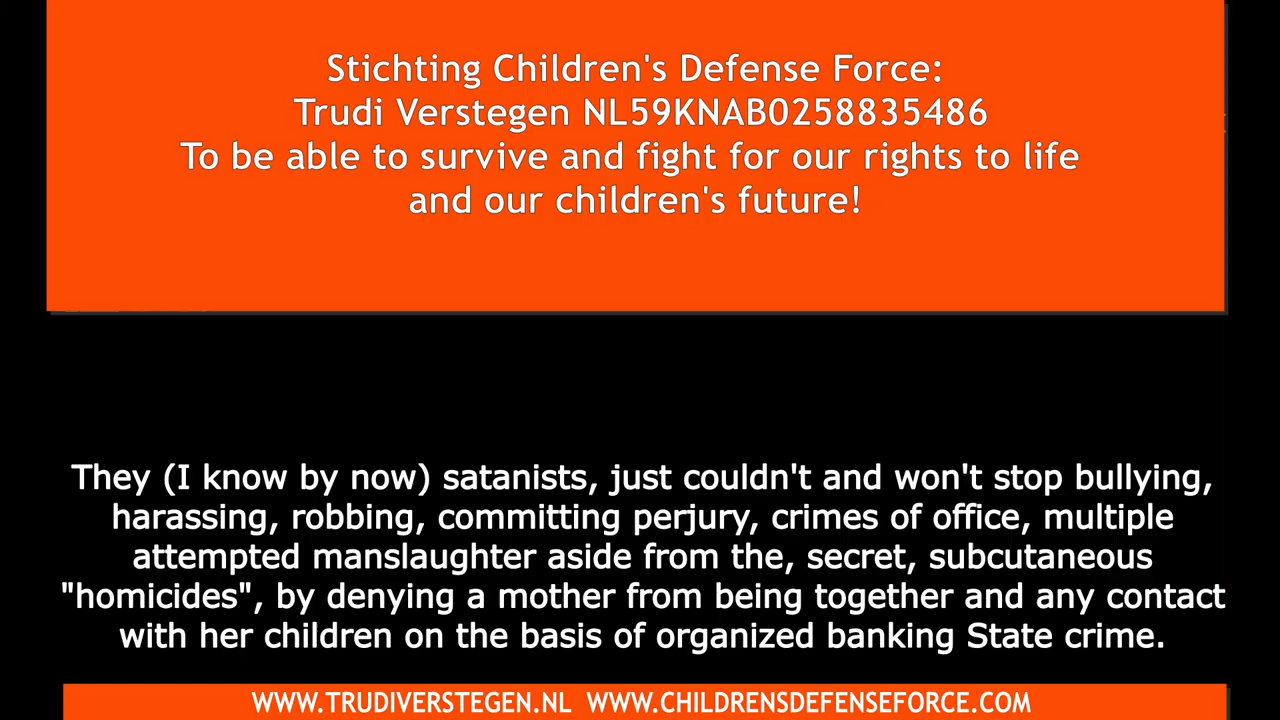 Stichting Children's Defense Force:
Trudi Verstegen NL59KNAB0258835486
To be able to survive and fight for our rights to life
and our children's future!
They (I know by now) satanists, just couldn't and won't stop bullying,
harassing, robbing, committing perjury, crimes of office, multiple
attempted manslaughter aside from the, secret, subcutaneous
"homicides", by denying a mother from being together and any contact
with her children on the basis of organized banking State crime.
WWW.TRUDIVERSTEGEN.NL WWW.CHILDRENSDEFENSEFORCE.COM